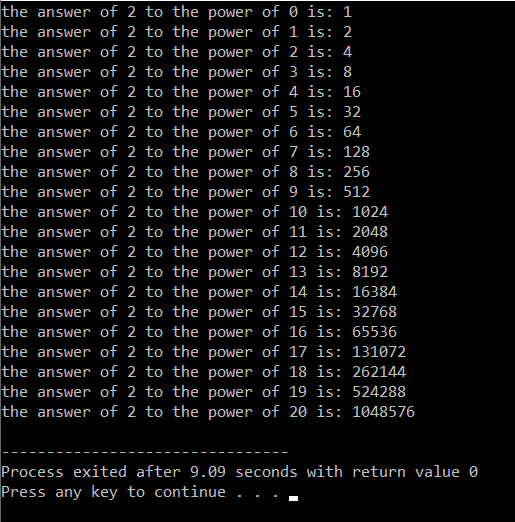 the answer of 2 to the power of 0 is: 1
the answer of 2 to the power of 1 is: 2
the answer of 2 to the power of 2 is: 4
the answer of 2 to the power of 3 is: 8
the answer of 2 to the power of 4 is: 16
the answer of 2 to the power of 5 is: 32
the answer of 2 to the power of 6 is: 64
the answer of 2 to the power of 7 is: 128
the answer of 2 to the power of 8 is: 256
the answer of 2 to the power of 9 is: 512
the answer of 2 to the power of 10 is: 1024
the answer of 2 to the power of 11 is: 2048
the answer of 2 to the power of 12 is: 4096
the answer of 2 to the power of 13 is: 8192
the answer of 2 to the power of 14 is: 16384
the answer of 2 to the power of 15 is: 32768
the answer of 2 to the power of 16 is: 65536
the answer of 2 to the power of 17 is: 131072
the answer of 2 to the power of 18 is: 262144
the answer of 2 to the power of 19 is: 524288
the answer of 2 to the power of 20 is: 1048576
--------------------------------
Process exited after 9.09 seconds with return value 0
Press any key to continue . . .